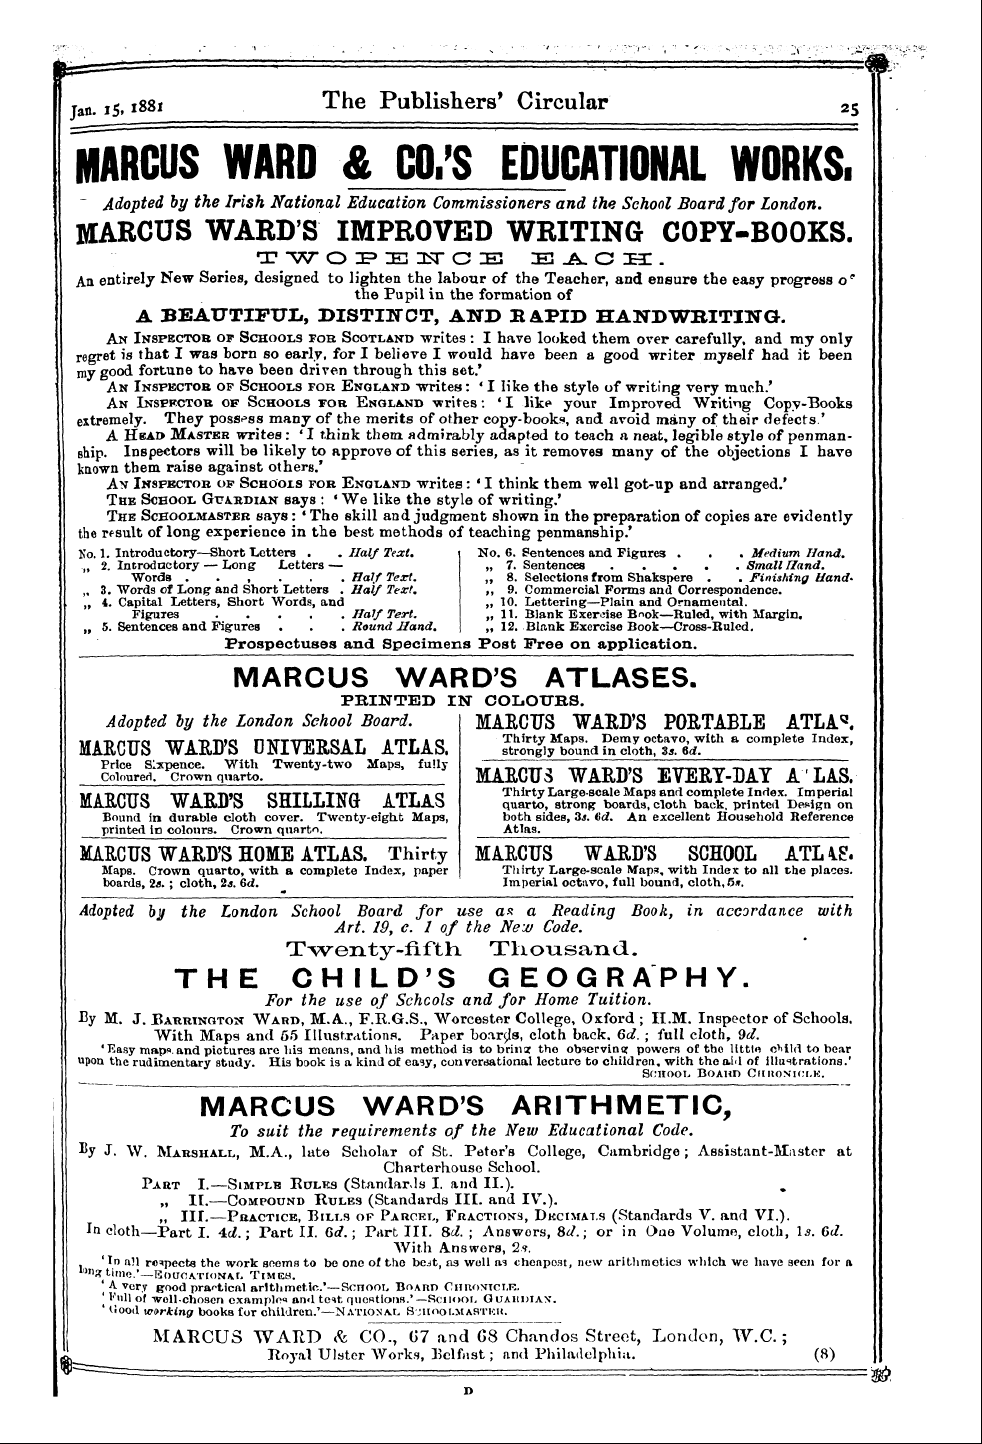 Jan. 15, 1881 The Publishers' Circular 25
MARCUS WARD & CO.'S EDUCATIONAL WORKS.
Adopted by the Irish National Education Commissioners and the School Board for London.
MARCUS WARD'S IMPROVED WRITING COPY-BOOKS.
TWOPENCE EACH.
An entirely New Series, designed to lighten the labour of the Teacher, and ensure the easy progress of
the Pupil in the formation of
A BEAUTIFUL, DISTINCT, AND RAPID HANDWRITING.
AN INSPECTOR OF SCHOOLS FOR SCOTLAND writes: I have looked them over carefully, and my only
regret is that I was born so early, for I believe I would have been a good writer myself had it been
my good fortune to have been driven through this set.'
AN INSPECTOR OF SCHOOLS FOR ENGLAND writes: 'I like the style of writing very much.'
AN INSPECTOR OF SCHOOLS FOR ENGLAND writes: 'I like your Improved Writing Copy-Books
extremely. They possess many of the merits of other copy-books, and avoid many of their defects.'
A HEAD MASTER writes: 'I think them admirably adapted to teach a neat, legible style of penman-
ship. Inspectors will be likely to approve of this series, as it removes many of the objections I have
known them raise against others.'
AN INSPECTOR OF SCHOOLS FOR ENGLAND writes: 'I think them well got-up and arranged.'
THE SCHOOL GUARDIAN says: 'We like the style of writing.'
THE SCHOOLMASTER says: 'The skill and judgment shown in the preparation of copies are evidently
the result of long experience in the best methods of teaching penmanship.'
No. 1. Introductory—Short Letters . . Half Text.
„ 2. Introductory — Long Letters —
Words . . . . . . Half Text.
„ 3. Words of Long and Short Letters . Half Text.
„ 4. Capital Letters, Short Words, and
Figures . . . . . Half Text.
„ 5. Sentences and Figures . . . Round Hand.
No. 6. Sentences and Figures . . . Medium Hand.
„ 7. Sentences . . . . . Small Hand.
„ 8. Selections from Shakspere . . Finishing Hand.
„ 9. Commercial Forms and Correspondence.
„ 10. Lettering—Plain and Ornamental.
„ 11. Blank Exercise Book—Ruled, with Margin.
„ 12. Blank Exercise Book—Cross-Ruled.
Prospectuses and Specimens Post Free on application.
MARCUS WARD'S ATLASES.
PRINTED IN COLOURS.
Adopted by the London School Board.
MARCUS WARD'S UNIVERSAL ATLAS.
Price Sixpence. With Twenty-two Maps, fully
Coloured. Crown quarto.
MARCUS WARD'S SHILLING ATLAS
Bound in durable cloth cover. Twenty-eight Maps,
printed in colours. Crown quarto.
MARCUS WARD'S HOME ATLAS. Thirty
Maps. Crown quarto, with a complete Index, paper
boards, 2s.; cloth, 2s. 6d.
MARCUS WARD'S PORTABLE ATLAS.
Thirty Maps. Demy octavo, with a complete Index,
strongly bound in cloth, 3s. 6d.
MARCUS WARD'S EVERY-DAY ATLAS.
Thirty Large-scale Maps and complete Index. Imperial
quarto, strong boards, cloth back, printed Design on
both sides, 3s. 6d. An excellent Household Reference
Atlas.
MARCUS WARD'S SCHOOL ATLAS.
Thirty Large-scale Maps, with Index to all the places.
Imperial octavo, full bound, cloth, 5s.
Adopted by the London School Board for use as a Reading Book, in accordance with
Art. 19, c. 1 of the New Code.
Twenty-fifth Thousand.
THE CHILD'S GEOGRAPHY.
For the use of Schools and for Home Tuition.
By M. J. BARRINGTON WARD, M.A., F.R.G.S., Worcester College, Oxford; H.M. Inspector of Schools.
With Maps and 55 Illustrations. Paper boards, cloth back, 6d.; full cloth, 9d.
'Easy maps and pictures are his means, and his method is to bring the observing powers of the little child to bear
upon the rudimentary study. His book is a kind of easy, conversational lecture to children, with the aid of illustrations.'
SCHOOL BOARD CHRONICLE.
MARCUS WARD'S ARITHMETIC,
To suit the requirements of the New Educational Code.
By J. W. MARSHALL, M.A., late Scholar of St. Peter's College, Cambridge; Assistant-Master at
Charterhouse School.
PART I.—SIMPLE RULES (Standards I. and II.).
„ II.—COMPOUND RULES (Standards III. and IV.).
„ III.—PRACTICE, BILLS OF PARCEL, FRACTIONS, DECIMALS (Standards V. and VI.).
In cloth—Part I. 4d.; Part II. 6d.; Part III. 8d.; Answers, 8d.; or in One Volume, cloth, 1s. 6d.
With Answers, 2s.
'In all respects the work seems to be one of the best, as well as cheapest, new arithmetics which we have seen for a
long time.'—EDUCATIONAL TIMES.
'A very good practical arithmetic.'—SCHOOL BOARD CHRONICLE.
'Full of well-chosen examples and test questions.'—SCHOOL GUARDIAN.
'Good working books for children.'—NATIONAL SCHOOLMASTER.
MARCUS WARD & CO., 67 and 68 Chandos Street, London, W.C.;
Royal Ulster Works, Belfast; and Philadelphia. (8)
D